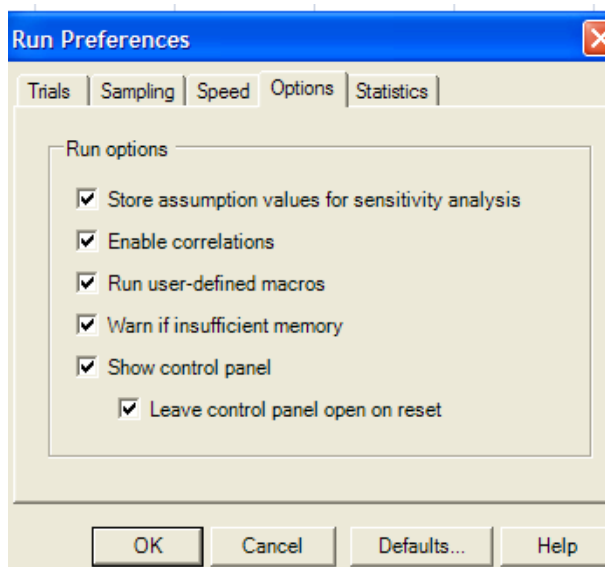 Run Preferences
Trials Sampling Speed Options Statistics
Run options
Store assumption values for sensitivity analysis
Enable correlations
Run user-defined macros
Warn if insufficient memory
Show control panel
Leave control panel open on reset
OK Cancel Defaults... Help